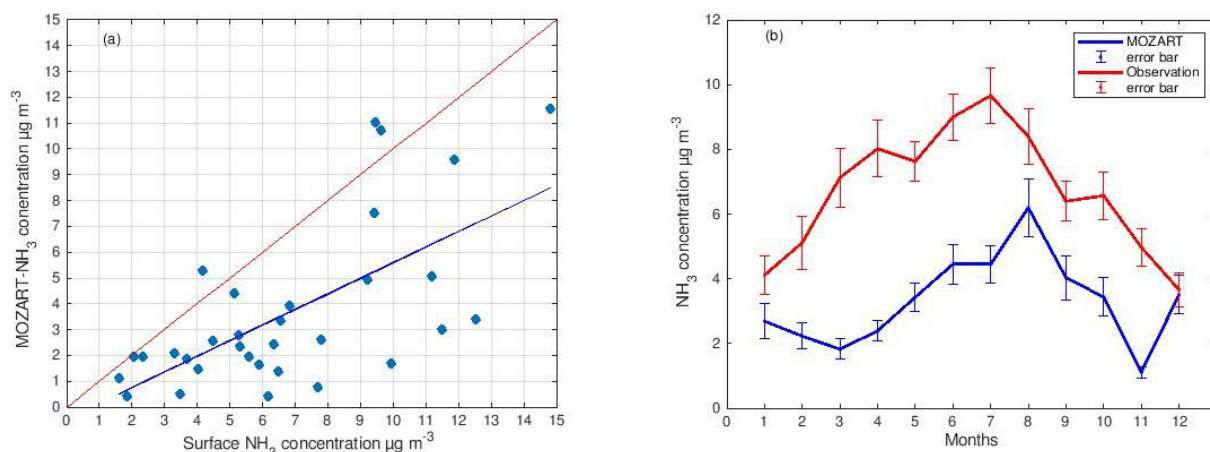 (a)
15
14
13
12
11
10
9
8
7
6
5
4
3
2
1
0
MOZART-NH3 conentration µg m-3
0 1 2 3 4 5 6 7 8 9 10 11 12 13 14 15
Surface NH3 concentration µg m-3
(b)
MOZART
error bar
Observation
error bar
12
10
8
6
4
2
0
NH3 concentration µg m-3
0 1 2 3 4 5 6 7 8 9 10 11 12
Months